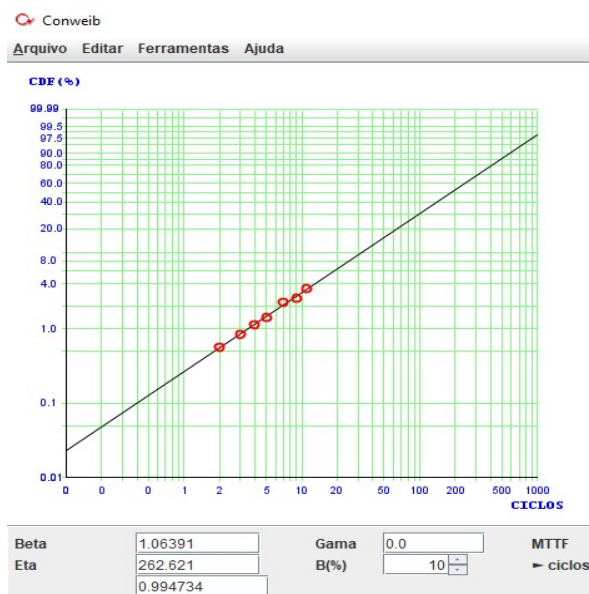 Conweib
Arquivo Editar Ferramentas Ajuda
CDF(%)
99.99
99.5
97.5
90.0
80.0
60.0
40.0
20.0
8.0
4.0
1.0
0.1
0.01
0 0 0 1 2 5 10 20 50 100 200 500 1000
CICLOS
Beta 1.06391 Gama 0.0 MTTF
Eta 262.621 B(%) 10 ► ciclos
0.994734